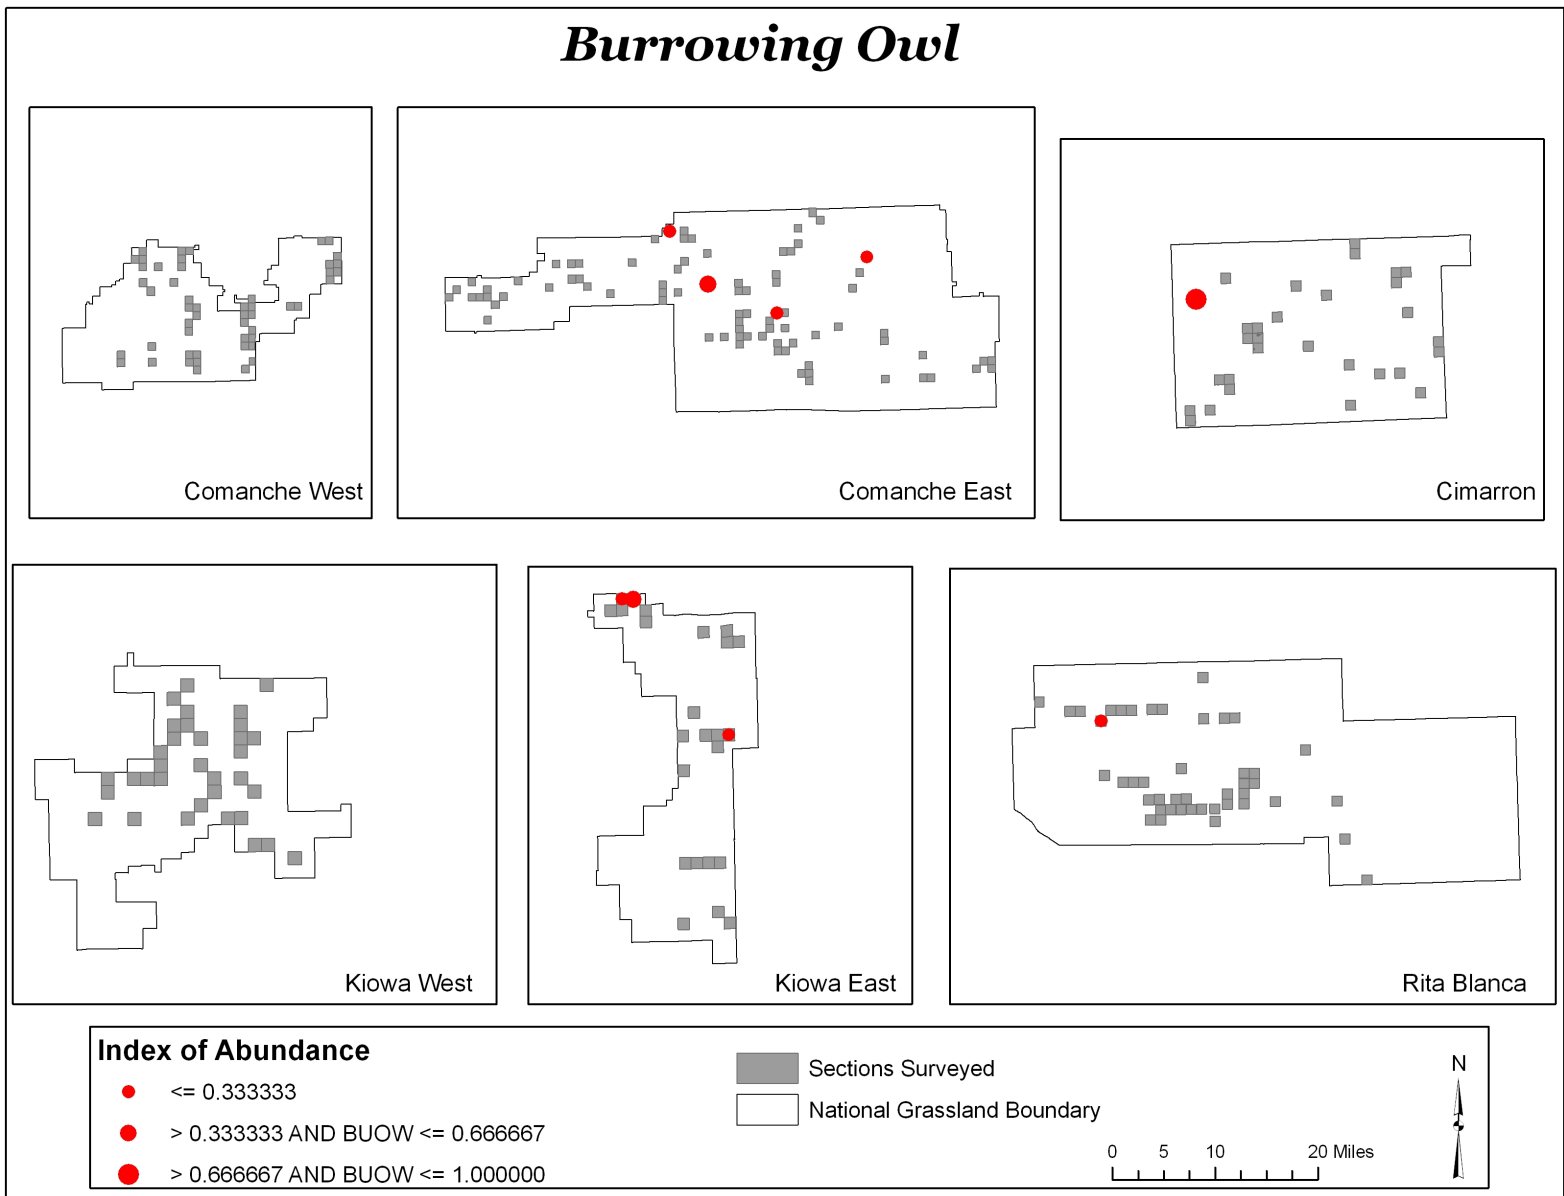 Burrowing Owl
Comanche West
Comanche East
Cimarron
Kiowa West
Kiowa East
Rita Blanca
Index of Abundance
<= 0.333333
> 0.333333 AND BUOW <= 0.666667
> 0.666667 AND BUOW <= 1.000000
Sections Surveyed
National Grassland Boundary
0 5 10 20 Miles
N